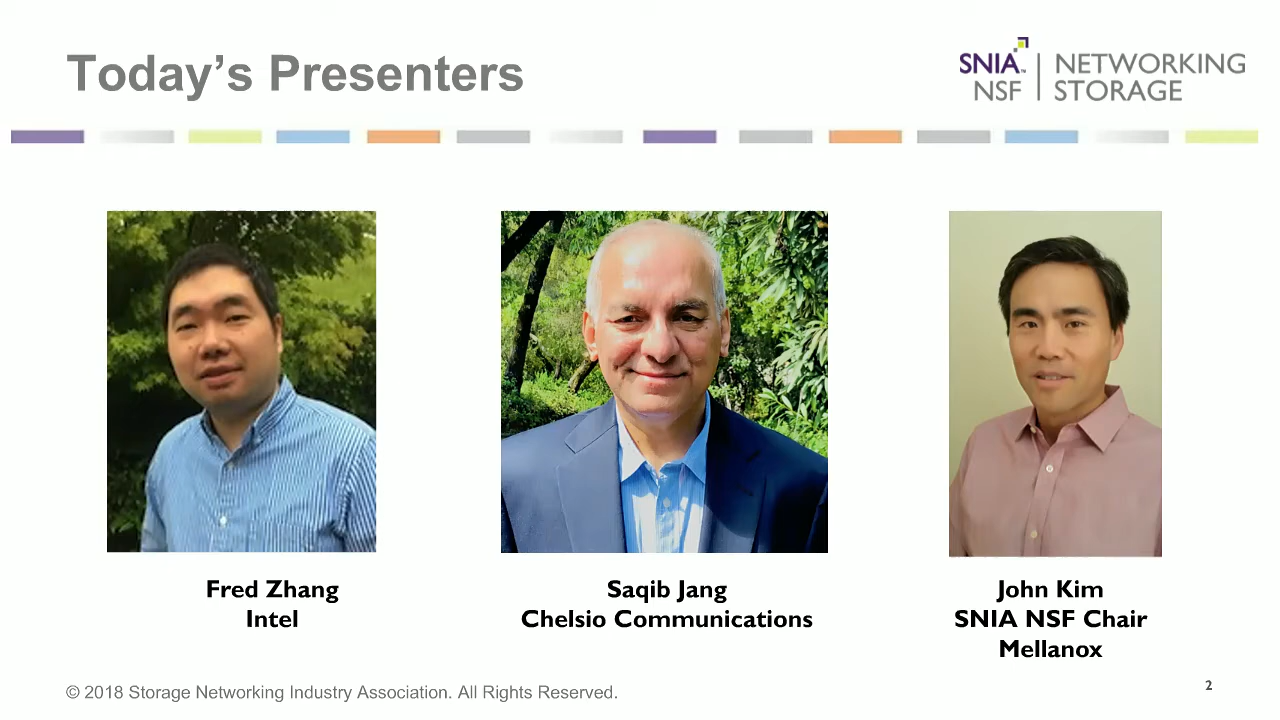 Today’s Presenters
SNIA™ NETWORKING
NSF STORAGE
Fred Zhang
Intel
Saqib Jang
Chelsio Communications
John Kim
SNIA NSF Chair
Mellanox
© 2018 Storage Networking Industry Association. All Rights Reserved.
2